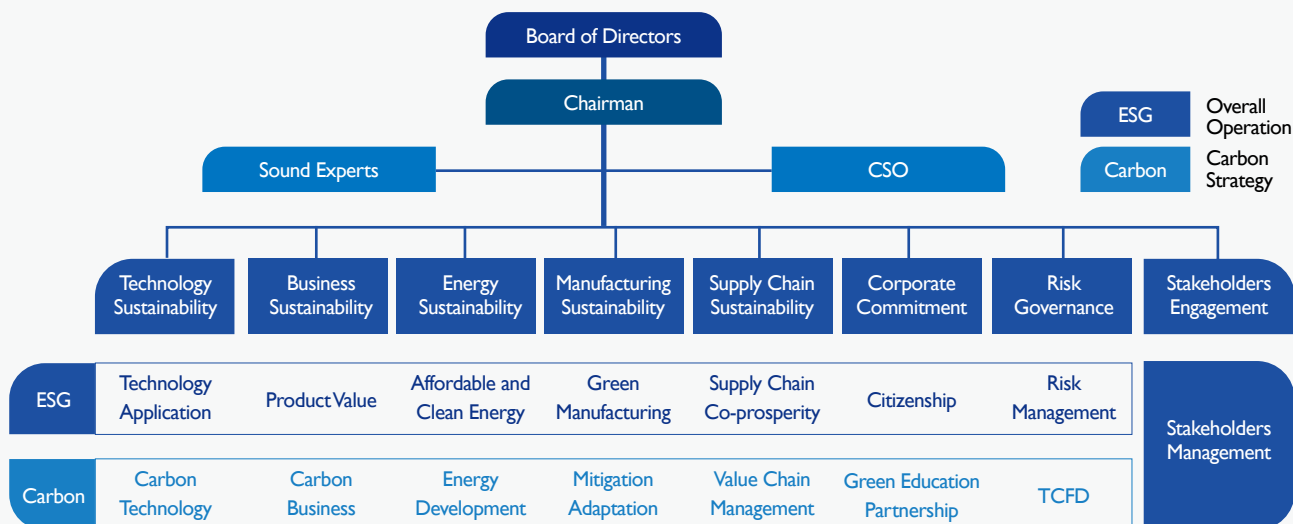 Board of Directors
Chairman
ESG
Overall
Operation
Sound Experts
CSO
Carbon
Carbon
Strategy
Technology
Sustainability
Business
Sustainability
Energy
Sustainability
Manufacturing
Sustainability
Supply Chain
Sustainability
Corporate
Commitment
Risk
Governance
Stakeholders
Engagement
ESG
Technology
Application
Product Value
Affordable and
Clean Energy
Green
Manufacturing
Supply Chain
Co-prosperity
Citizenship
Risk
Management
Stakeholders
Management
Carbon
Carbon
Technology
Carbon
Business
Energy
Development
Mitigation
Adaptation
Value Chain
Management
Green Education
Partnership
TCFD